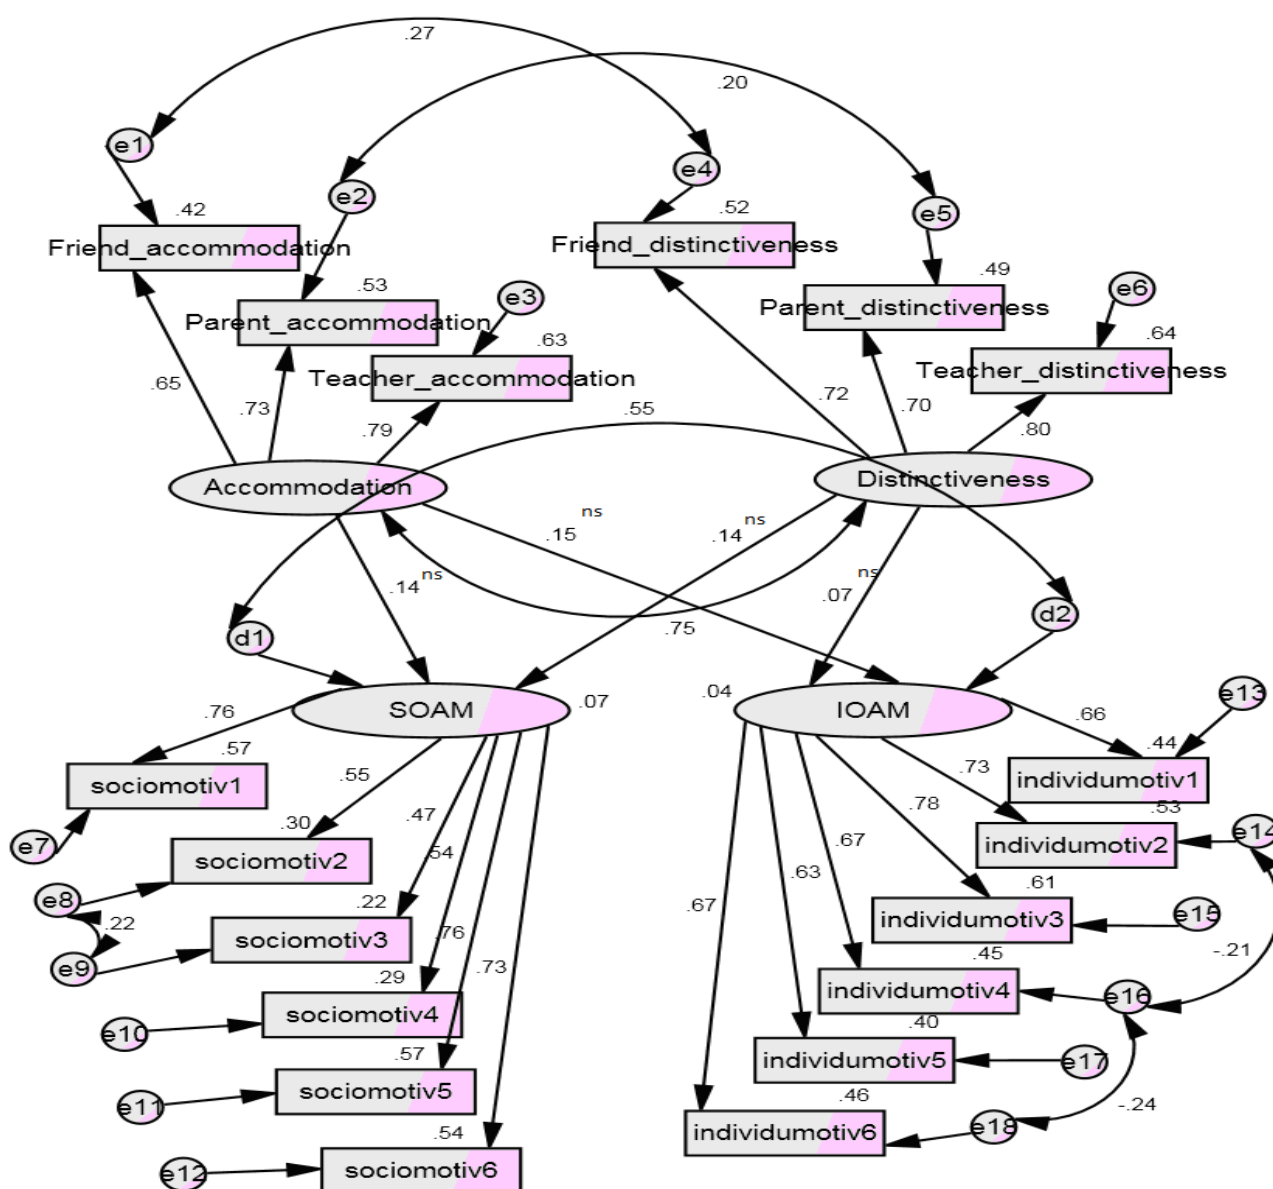 .27
.20
e1
e4
e2
e5
.42
.52
Friend_accommodation
Friend_distinctiveness
.49
.53
e3
e6
Parent_accommodation
Parent_distinctiveness
.63
.64
Teacher_accommodation
Teacher_distinctiveness
.65
.73
.79
.55
.72
.70
.80
Accommodation
Distinctiveness
ns
.15
ns
.14
ns
.14
ns
.07
.75
d1
d2
SOAM
.07
.04
IOAM
e13
.76
.66
.57
.44
sociomotiv1
individumotiv1
.55
.73
e7
.30
.47
.78
.53
e14
sociomotiv2
individumotiv2
.54
.67
.63
.61
e8
.22
.67
e15
.22
sociomotiv3
individumotiv3
.76
.73
e9
.29
.45
-.21
sociomotiv4
individumotiv4
e16
e10
.57
.40
sociomotiv5
individumotiv5
e17
e11
.46
-.24
.54
individumotiv6
e18
e12
sociomotiv6